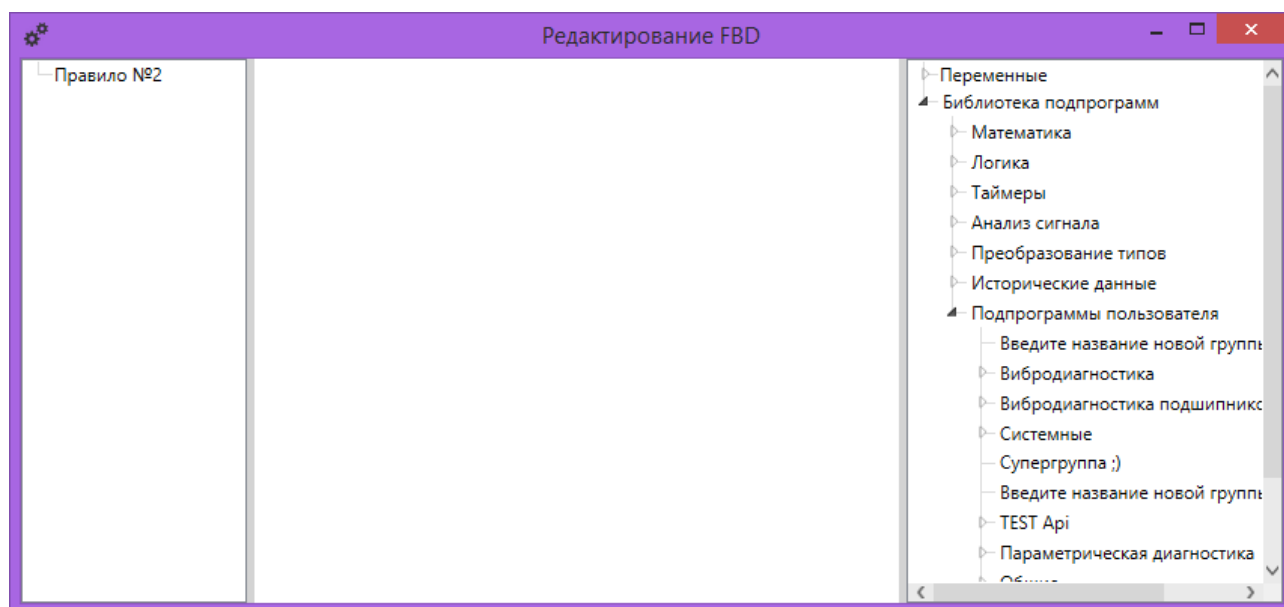 Редактирование FBD
Правило №2
Переменные
Библиотека подпрограмм
Математика
Логика
Таймеры
Анализ сигнала
Преобразование типов
Исторические данные
Подпрограммы пользователя
Введите название новой группы
Вибродиагностика
Вибродиагностика
Системные
Супергруппа ;)
Введите название новой группы
TEST Api
Параметрическая диагностика